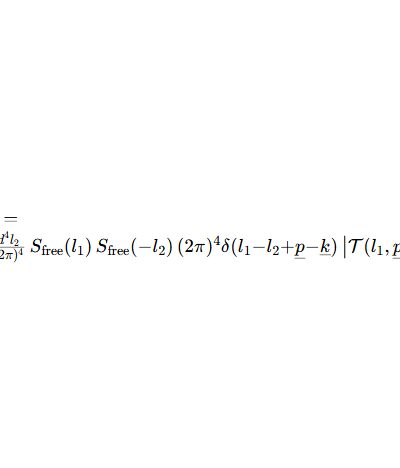 =
d⁴l₂/(2π)⁴ S_free(l₁) S_free(−l₂) (2π)⁴δ(l₁−l₂+p̲−k̲) |𝒯(l₁, p̲